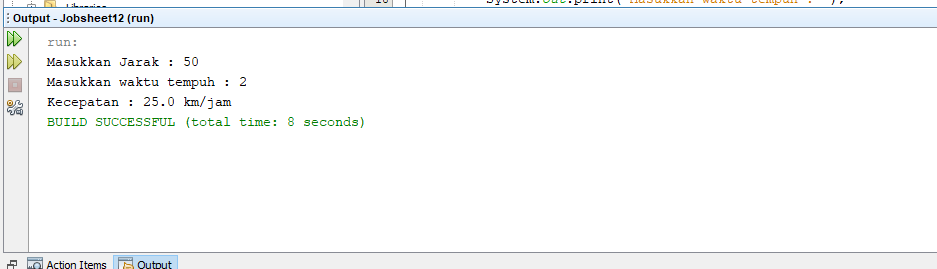 Libraries
16
System.out.print("Masukkan waktu tempuh : ");
Output - Jobsheet12 (run)
run:
Masukkan Jarak : 50
Masukkan waktu tempuh : 2
Kecepatan : 25.0 km/jam
BUILD SUCCESSFUL (total time: 8 seconds)
Action Items
Output